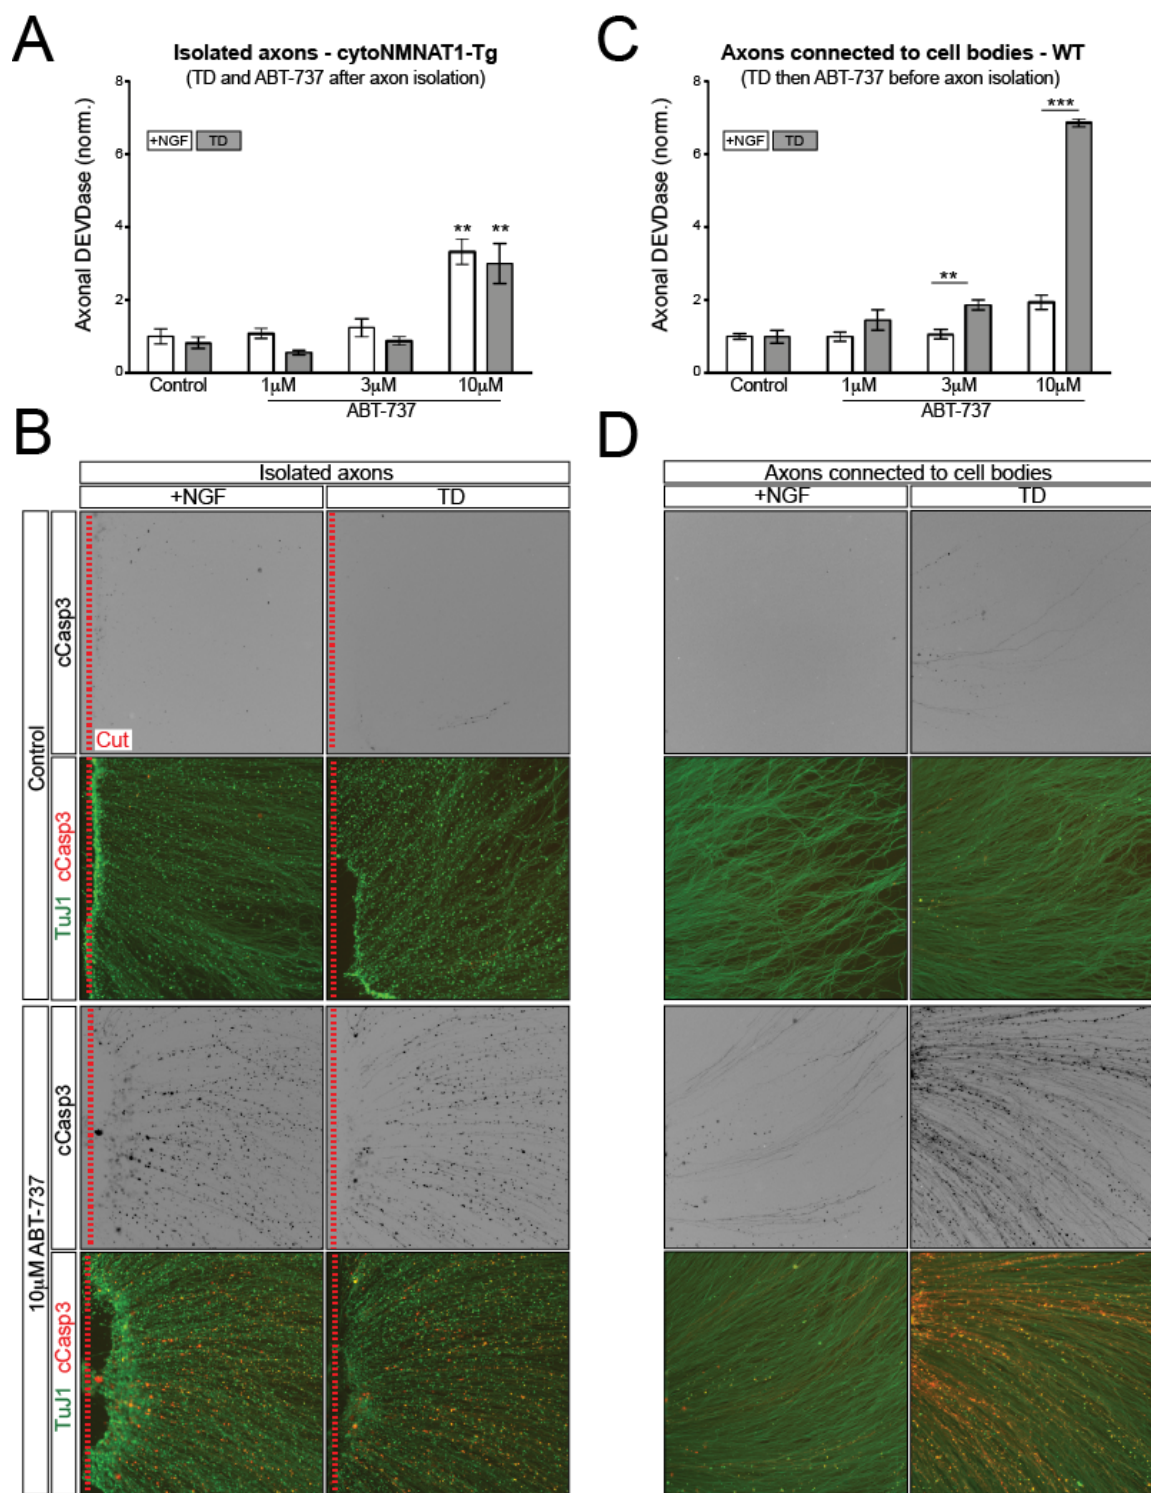 A
Isolated axons - cytoNMNAT1-Tg
(TD and ABT-737 after axon isolation)
Axonal DEVDase (norm.)
8
6
4
2
0
+NGF TD
** **
Control 1µM 3µM 10µM
ABT-737
C
Axons connected to cell bodies - WT
(TD then ABT-737 before axon isolation)
Axonal DEVDase (norm.)
8
6
4
2
0
+NGF TD
**
***
Control 1µM 3µM 10µM
ABT-737
B
Isolated axons
+NGF TD
Control
cCasp3
Cut
TuJ1 cCasp3
10µM ABT-737
cCasp3
TuJ1 cCasp3
D
Axons connected to cell bodies
+NGF TD